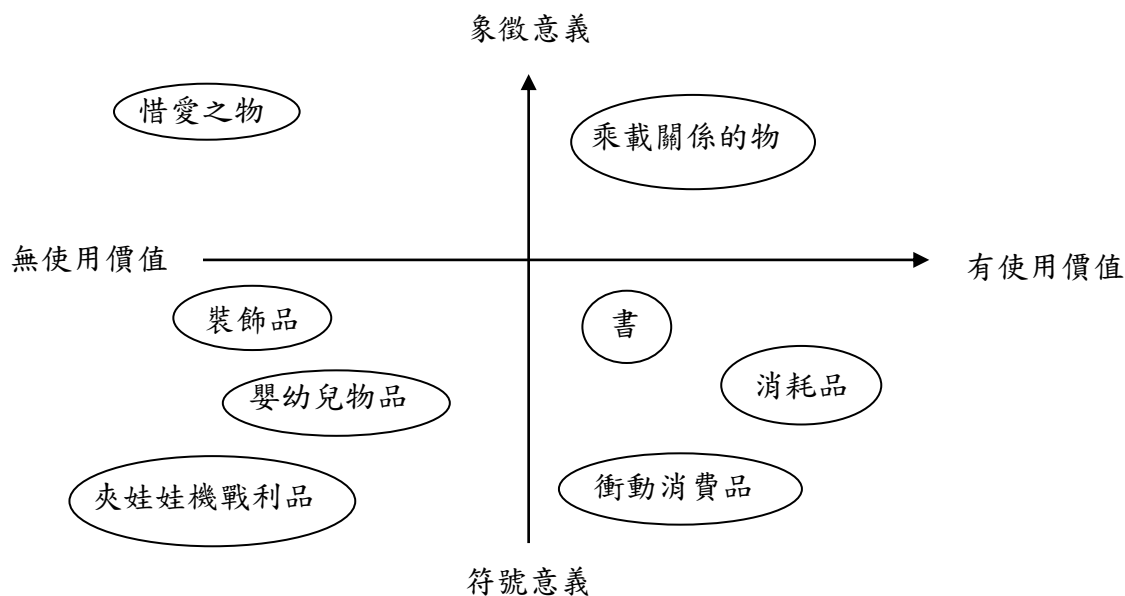 象徵意義
惜愛之物
乘載關係的物
無使用價值
有使用價值
裝飾品
書
嬰幼兒物品
消耗品
夾娃娃機戰利品
衝動消費品
符號意義